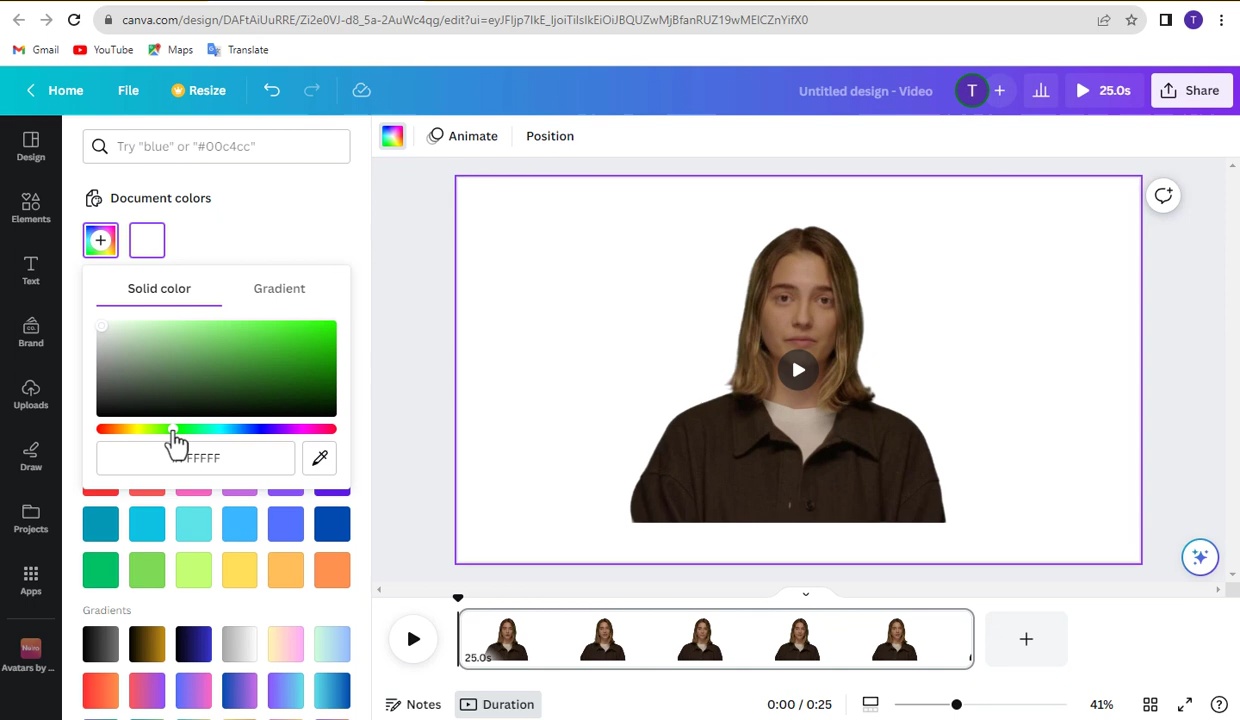 canva.com/design/DAFtAiUuRRE/Zi2e0VJ-d8_5a-2AuWc4qg/edit?ui=eyJFIjp7IkE_IjoiTiIsIkEiOiJBQUZwMjBfanRUZ19wMElCZnYifX0
Gmail YouTube Maps Translate
Home File Resize Untitled design - Video T 25.0s Share
Design
Elements
Text
Brand
Uploads
Draw
Projects
Apps
Avatars by ...
Try "blue" or "#00c4cc"
Document colors
Solid color Gradient
FFFFF
Gradients
Animate Position
25.0s
Notes Duration 0:00 / 0:25 41%